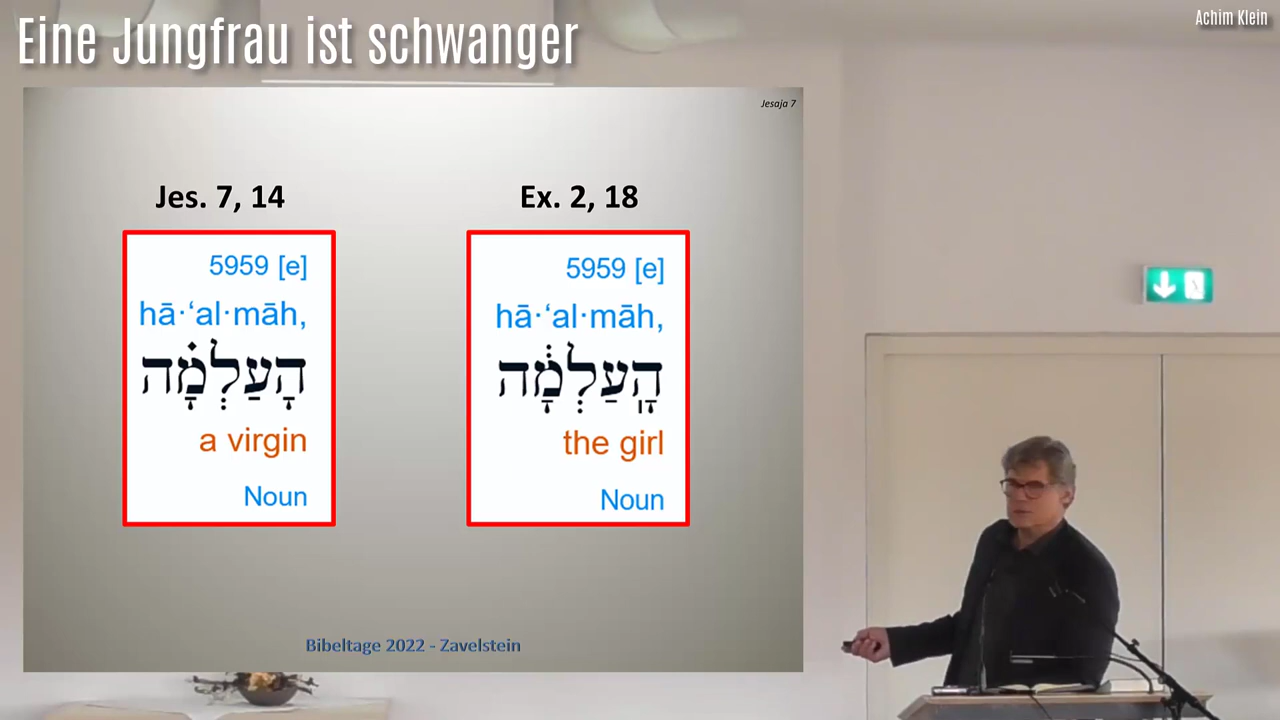 Eine Jungfrau ist schwanger
Achim Klein
Jesaja 7
Jes. 7, 14
5959 [e]
hā·‘al·māh,
הָעַלְמָ֗ה
a virgin
Noun
Ex. 2, 18
5959 [e]
hā·‘al·māh,
הָֽעַלְמָ֔ה
the girl
Noun
Bibeltage 2022 - Zavelstein